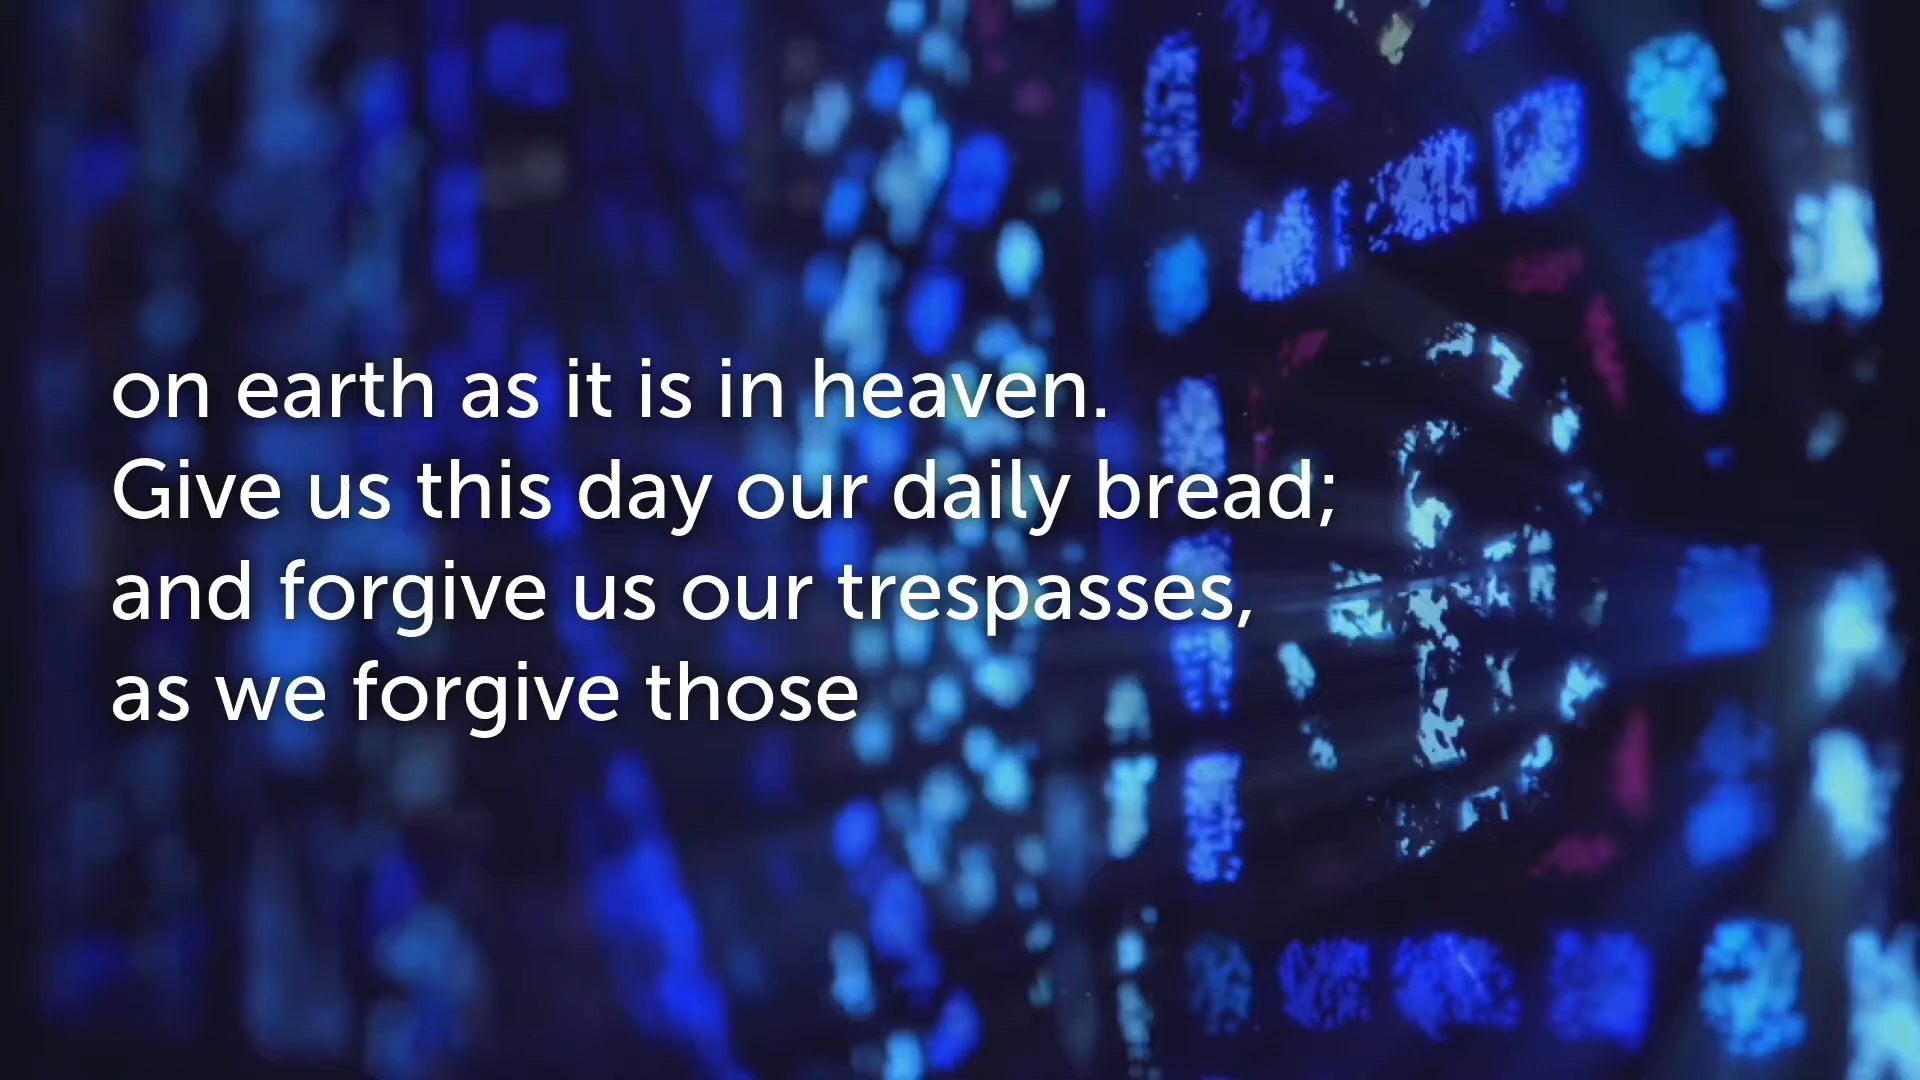 on earth as it is in heaven.
Give us this day our daily bread;
and forgive us our trespasses,
as we forgive those